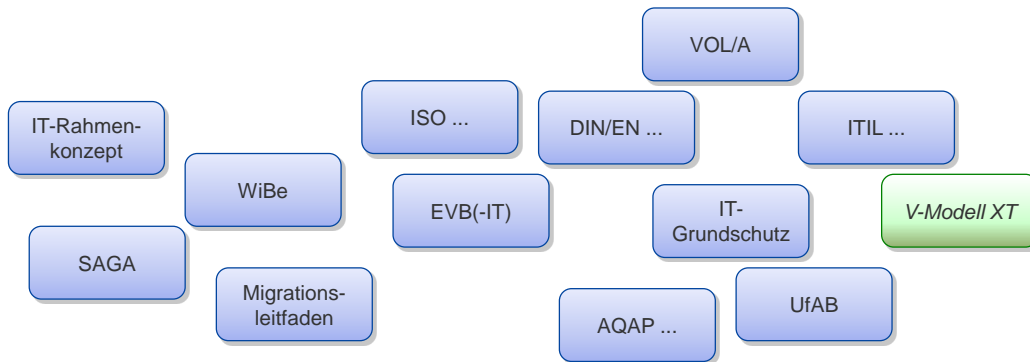 VOL/A
ISO ...
DIN/EN ...
ITIL ...
IT-Rahmen-
konzept
WiBe
EVB(-IT)
IT-
Grundschutz
V-Modell XT
SAGA
Migrations-
leitfaden
AQAP ...
UfAB